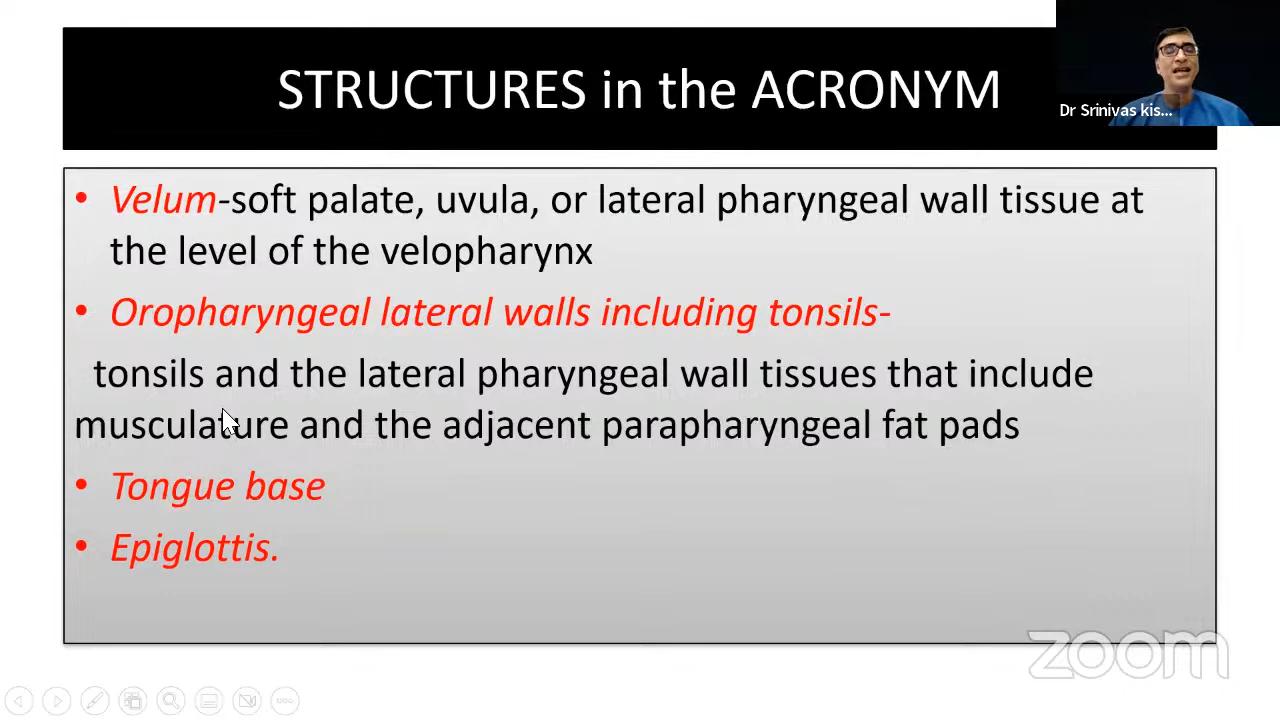 STRUCTURES in the ACRONYM
Dr Srinivas kis...
• Velum-soft palate, uvula, or lateral pharyngeal wall tissue at
the level of the velopharynx
• Oropharyngeal lateral walls including tonsils-
tonsils and the lateral pharyngeal wall tissues that include
musculature and the adjacent parapharyngeal fat pads
• Tongue base
• Epiglottis.
zoom